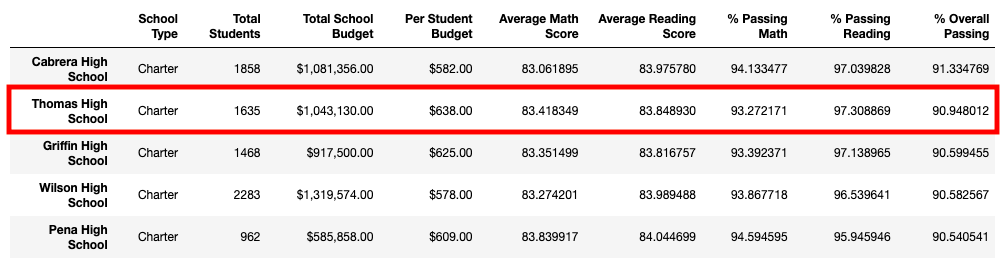 School Type Total Students Total School Budget Per Student Budget Average Math Score Average Reading Score % Passing Math % Passing Reading % Overall Passing
Cabrera High School Charter 1858 $1,081,356.00 $582.00 83.061895 83.975780 94.133477 97.039828 91.334769
Thomas High School Charter 1635 $1,043,130.00 $638.00 83.418349 83.848930 93.272171 97.308869 90.948012
Griffin High School Charter 1468 $917,500.00 $625.00 83.351499 83.816757 93.392371 97.138965 90.599455
Wilson High School Charter 2283 $1,319,574.00 $578.00 83.274201 83.989488 93.867718 96.539641 90.582567
Pena High School Charter 962 $585,858.00 $609.00 83.839917 84.044699 94.594595 95.945946 90.540541